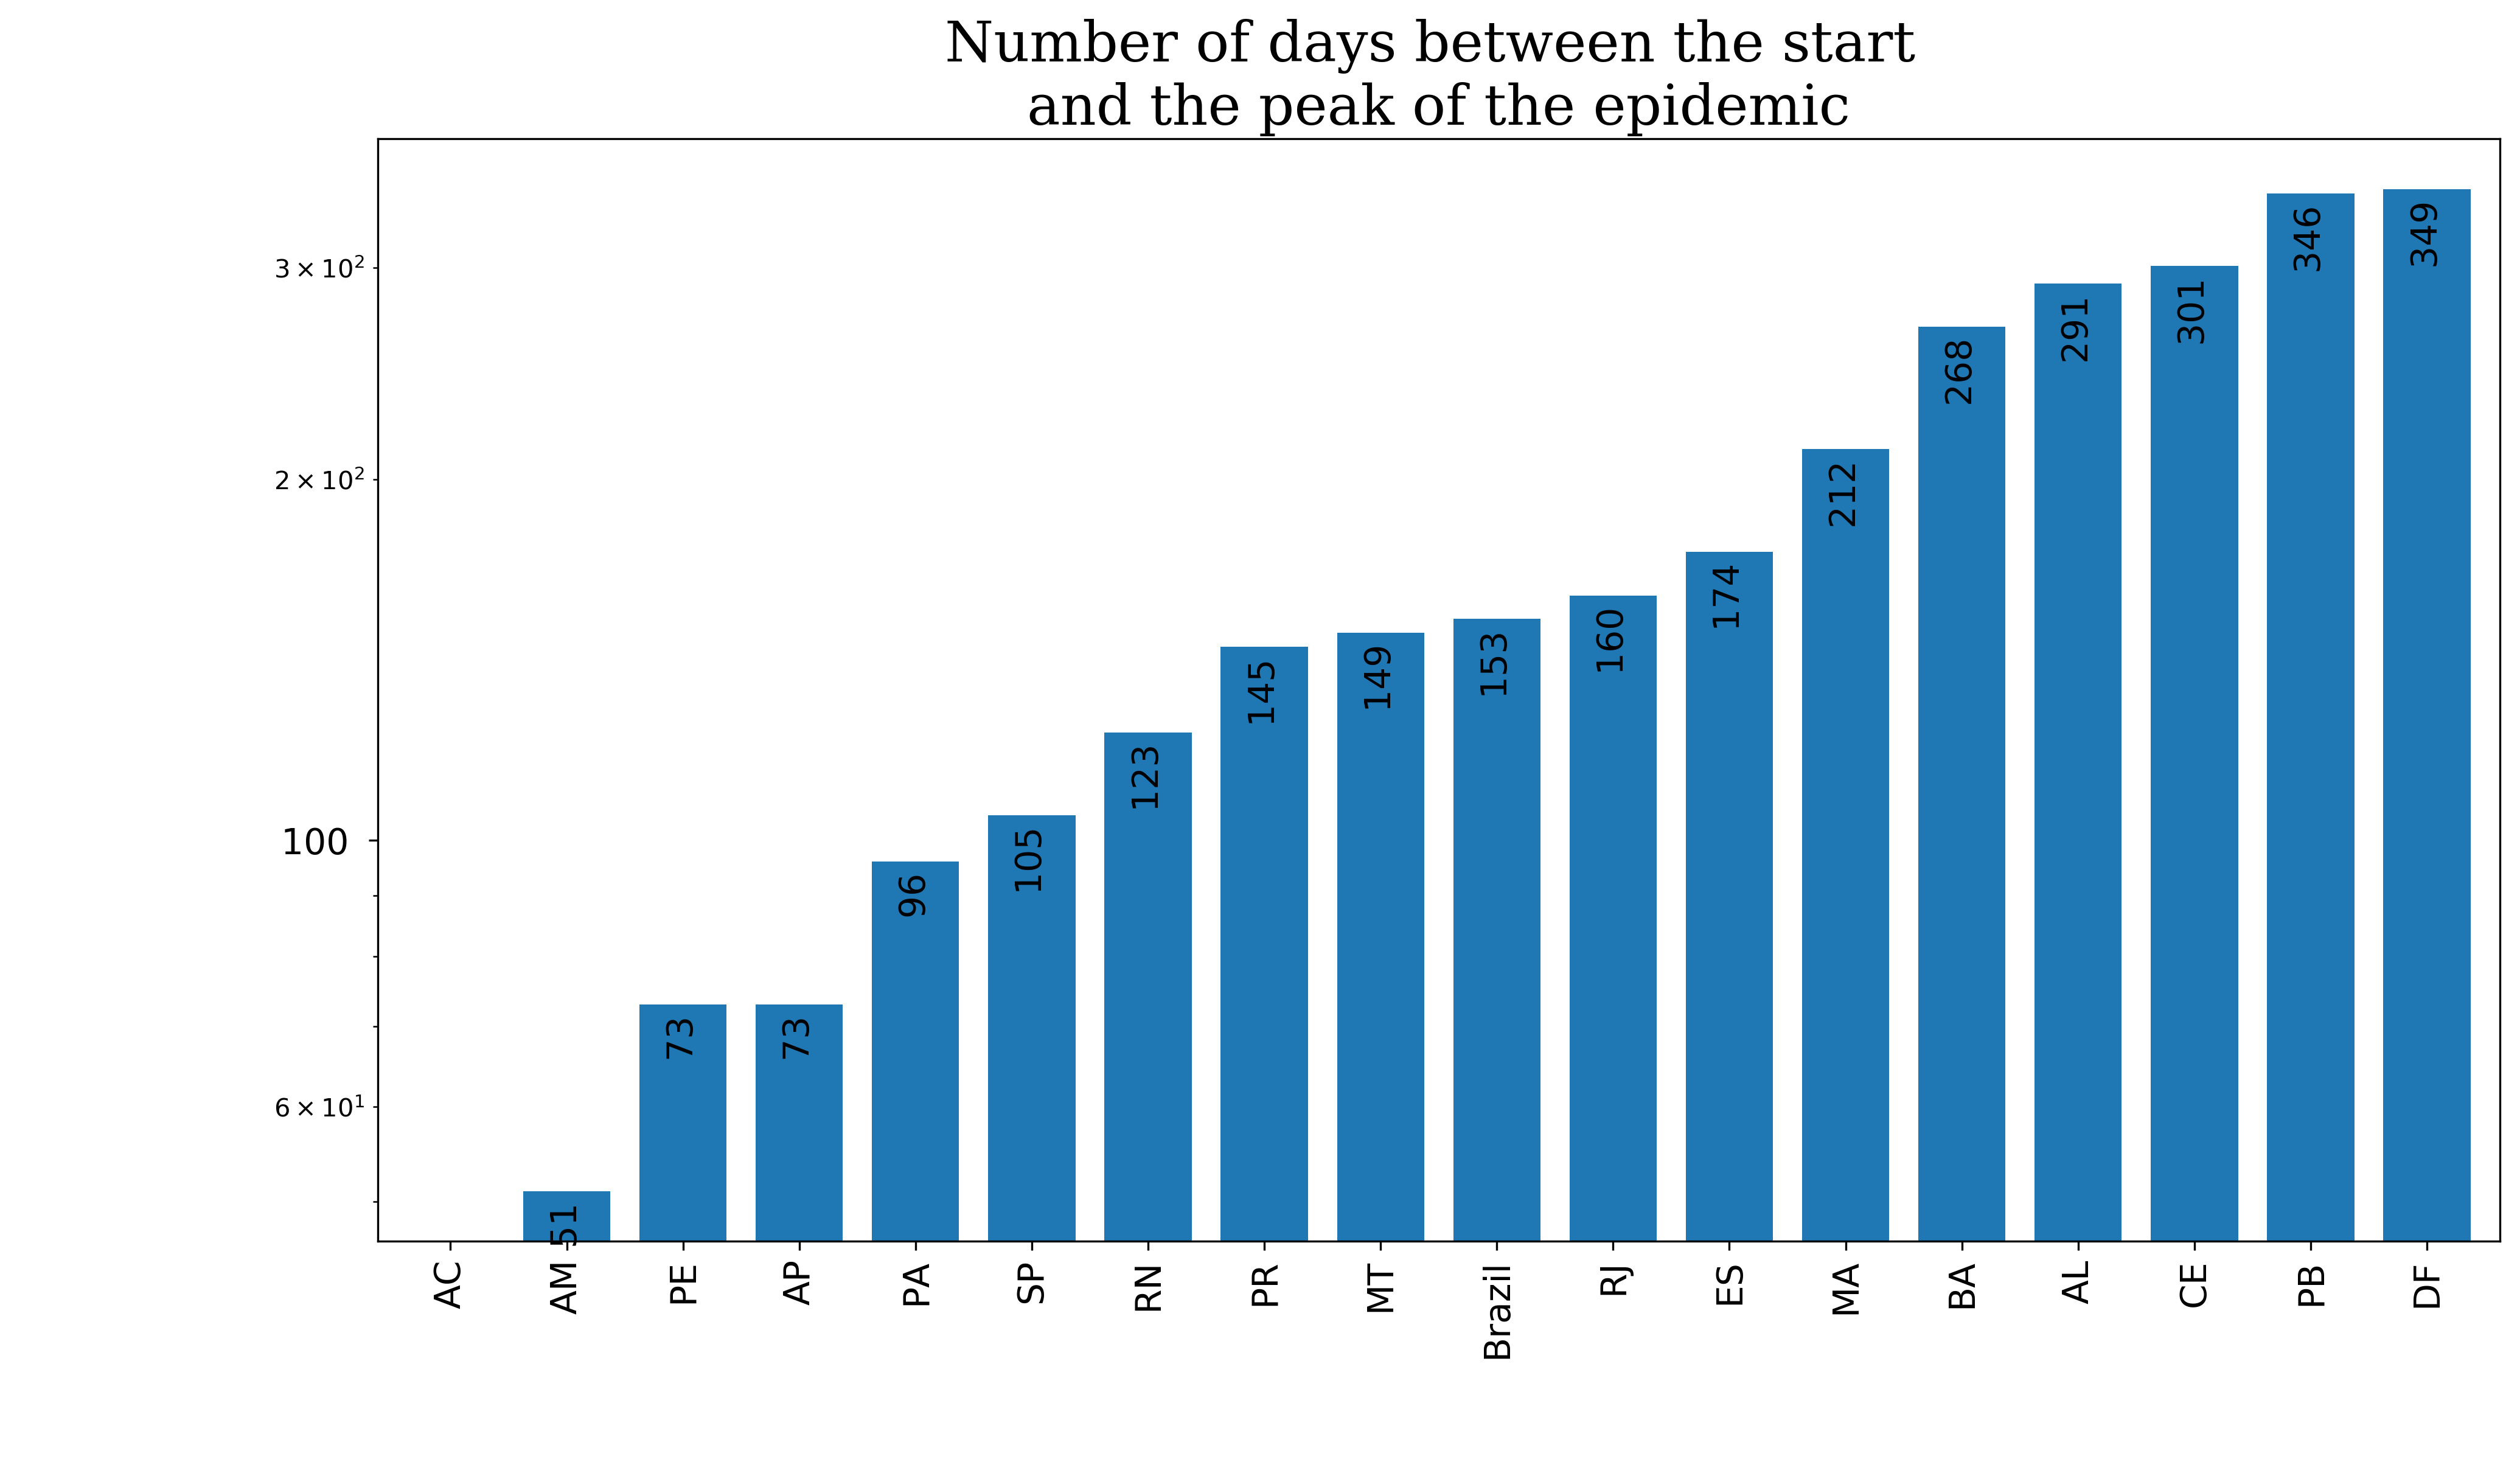 Number of days between the start
and the peak of the epidemic
3×10²
2×10²
100
6×10¹
51
73
73
96
105
123
145
149
153
160
174
212
268
291
301
346
349
AC
AM
PE
AP
PA
SP
RN
PR
MT
Brazil
RJ
ES
MA
BA
AL
CE
PB
DF